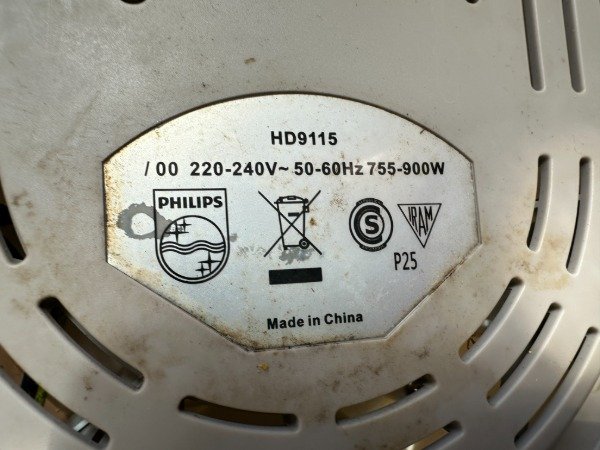 HD9115
/ 00 220-240V~ 50-60Hz 755-900W
PHILIPS
S
IRAM
P25
Made in China